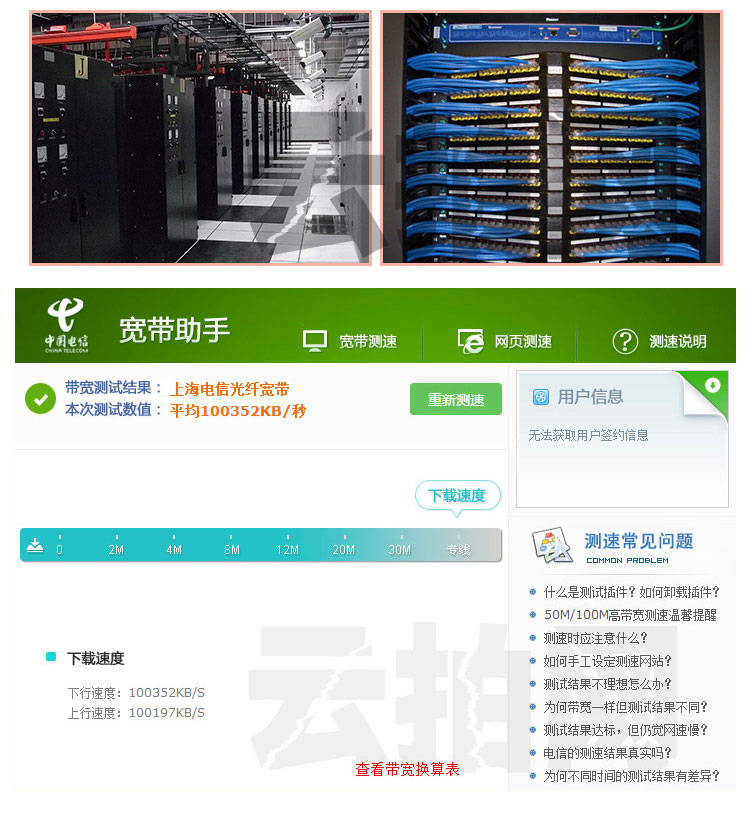 J
云拍网
中国电信
CHINA TELECOM
宽带助手
宽带测速
网页测速
测速说明
带宽测试结果： 上海电信光纤宽带
本次测试数值： 平均100352KB/秒
重新测速
用户信息
无法获取用户签约信息
下载速度
0 2M 4M 8M 12M 20M 30M 专线
测速常见问题
COMMON PROBLEM
什么是测试插件？如何卸载插件？
50M/100M高带宽测速温馨提醒
测速时应注意什么？
如何手工设定测速网站？
测试结果不理想怎么办？
为何带宽一样但测试结果不同？
测试结果达标，但仍觉网速慢？
电信的测速结果真实吗？
为何不同时间的测试结果有差异？
下载速度
下行速度：100352KB/S
上行速度：100197KB/S
云拍网
查看带宽换算表